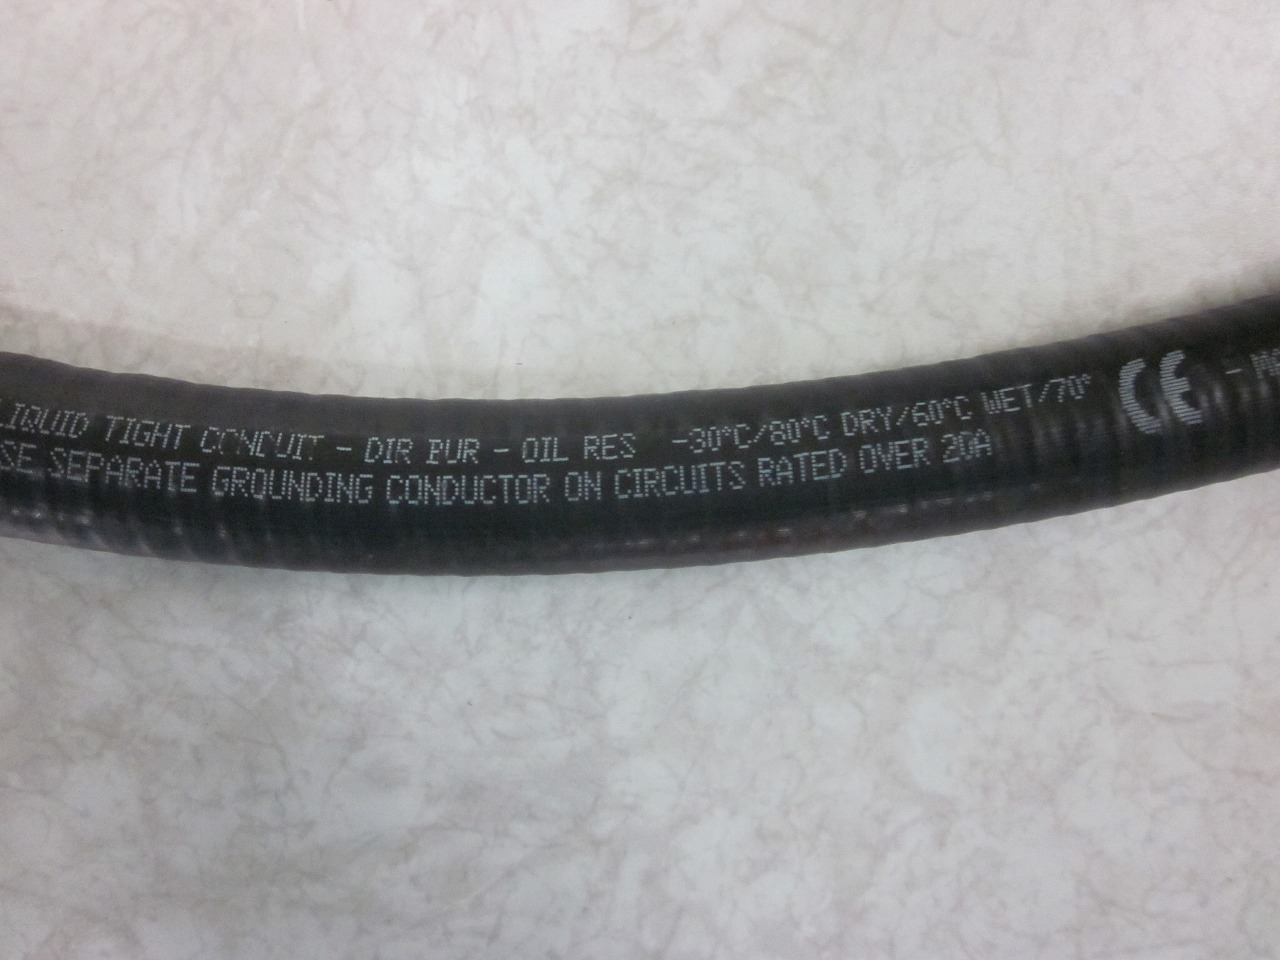 LIQUID TIGHT CONDUIT - DIR BUR - OIL RES -30°C/80°C DRY/60°C WET/70° CE -
SE SEPARATE GROUNDING CONDUCTOR ON CIRCUITS RATED OVER 20A